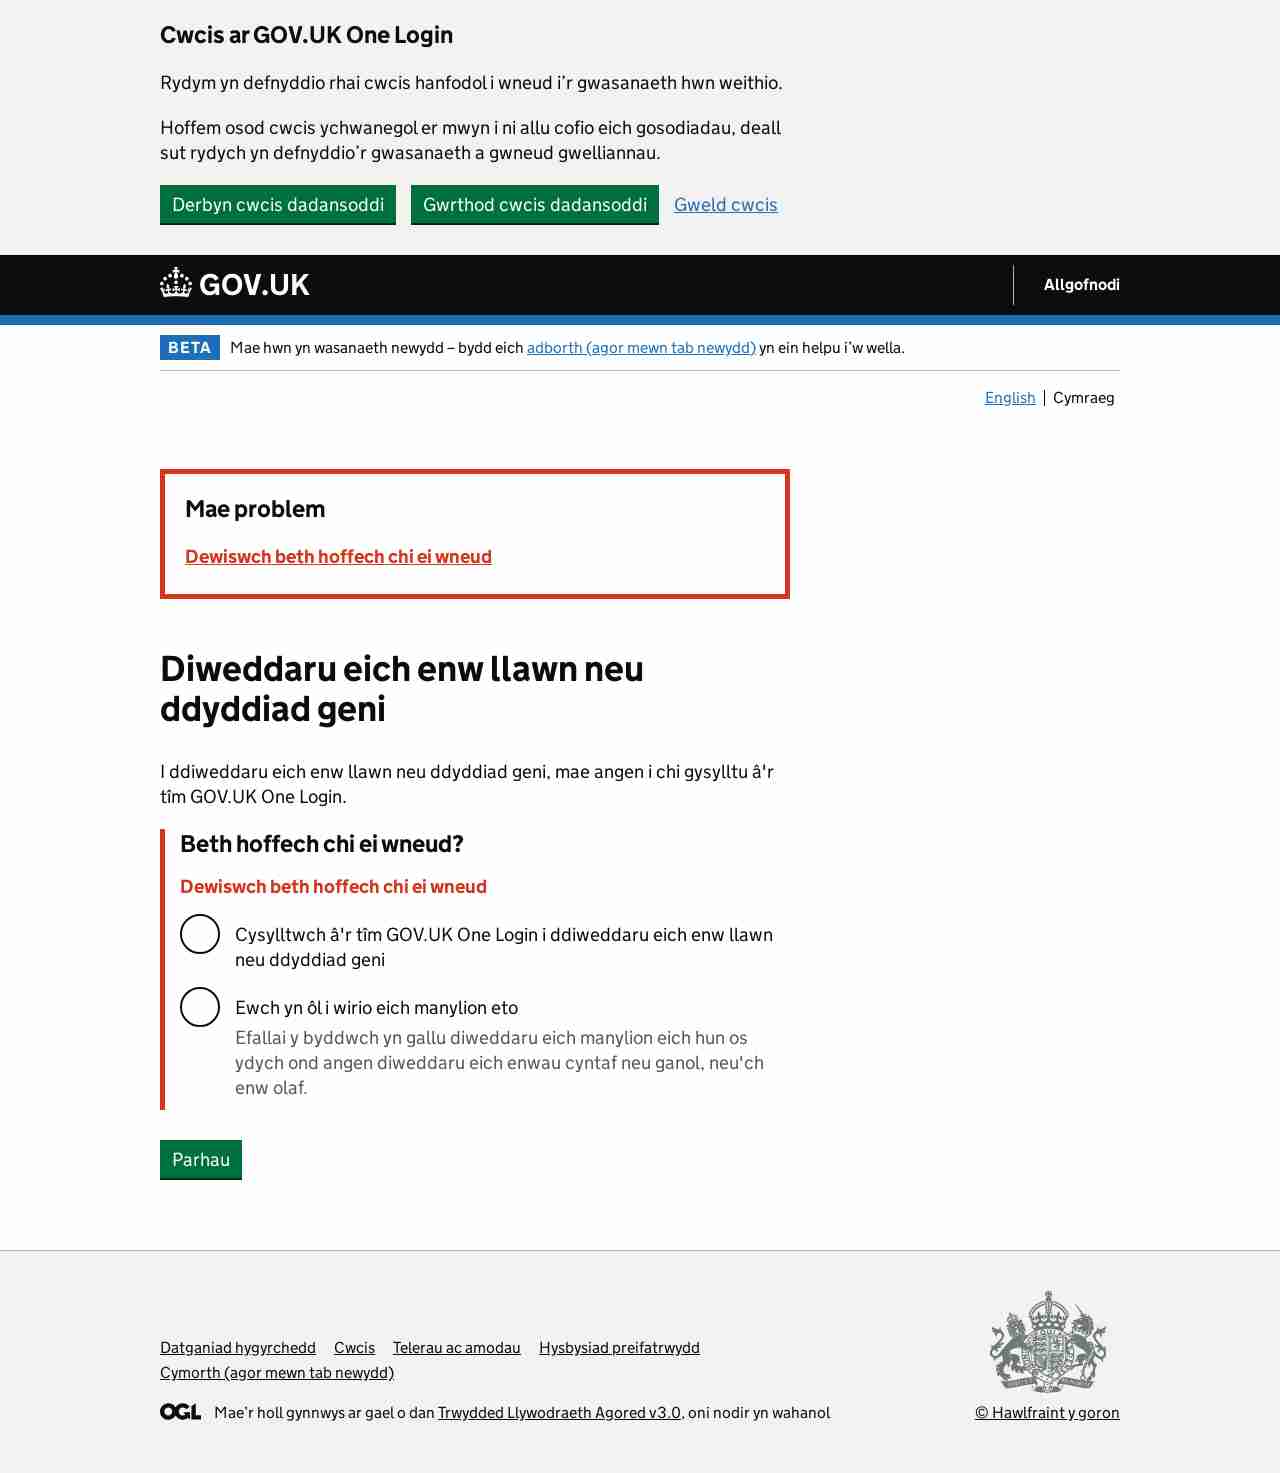 Cwcis ar GOV.UK One Login
Rydym yn defnyddio rhai cwcis hanfodol i wneud i’r gwasanaeth hwn weithio.
Hoffem osod cwcis ychwanegol er mwyn i ni allu cofio eich gosodiadau, deall
sut rydych yn defnyddio’r gwasanaeth a gwneud gwelliannau.
Derbyn cwcis dadansoddi Gwrthod cwcis dadansoddi Gweld cwcis
GOV.UK Allgofnodi
BETA Mae hwn yn wasanaeth newydd – bydd eich adborth (agor mewn tab newydd) yn ein helpu i’w wella.
English Cymraeg
Mae problem
Dewiswch beth hoffech chi ei wneud
Diweddaru eich enw llawn neu
ddyddiad geni
I ddiweddaru eich enw llawn neu ddyddiad geni, mae angen i chi gysylltu â'r
tîm GOV.UK One Login.
Beth hoffech chi ei wneud?
Dewiswch beth hoffech chi ei wneud
Cysylltwch â'r tîm GOV.UK One Login i ddiweddaru eich enw llawn
neu ddyddiad geni
Ewch yn ôl i wirio eich manylion eto
Efallai y byddwch yn gallu diweddaru eich manylion eich hun os
ydych ond angen diweddaru eich enwau cyntaf neu ganol, neu'ch
enw olaf.
Parhau
Datganiad hygyrchedd Cwcis Telerau ac amodau Hysbysiad preifatrwydd
Cymorth (agor mewn tab newydd)
OGL Mae’r holl gynnwys ar gael o dan Trwydded Llywodraeth Agored v3.0, oni nodir yn wahanol
© Hawlfraint y goron